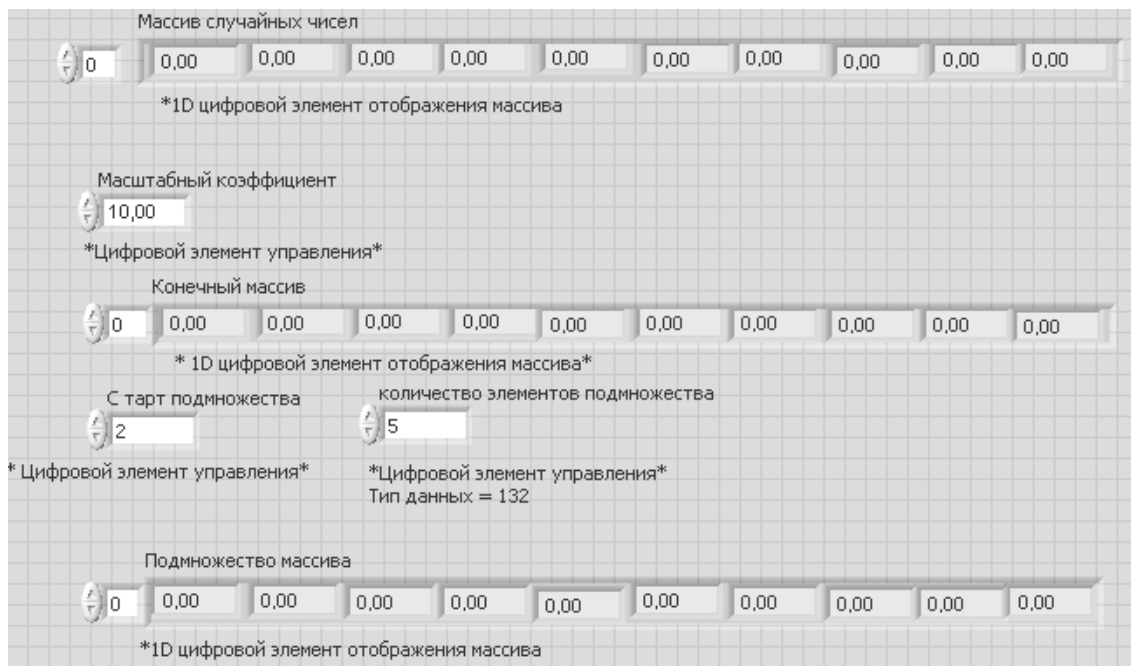 Массив случайных чисел
0 0,00 0,00 0,00 0,00 0,00 0,00 0,00 0,00 0,00 0,00
*1D цифровой элемент отображения массива
Масштабный коэффициент
10,00
*Цифровой элемент управления*
Конечный массив
0 0,00 0,00 0,00 0,00 0,00 0,00 0,00 0,00 0,00 0,00
* 1D цифровой элемент отображения массива*
С тарт подмножества количество элементов подмножества
2 5
* Цифровой элемент управления* *Цифровой элемент управления*
Тип данных = 132
Подмножество массива
0 0,00 0,00 0,00 0,00 0,00 0,00 0,00 0,00 0,00 0,00
*1D цифровой элемент отображения массива